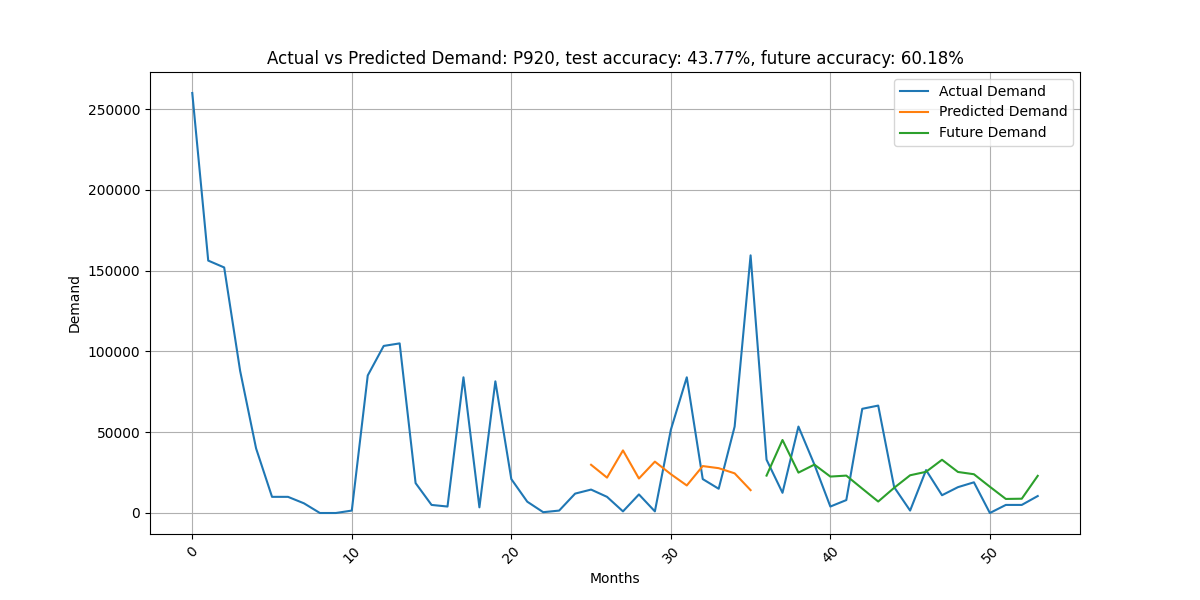 Actual vs Predicted Demand: P920, test accuracy: 43.77%, future accuracy: 60.18%
Actual Demand
Predicted Demand
Future Demand
250000
200000
150000
100000
50000
0
Demand
0
10
20
30
40
50
Months